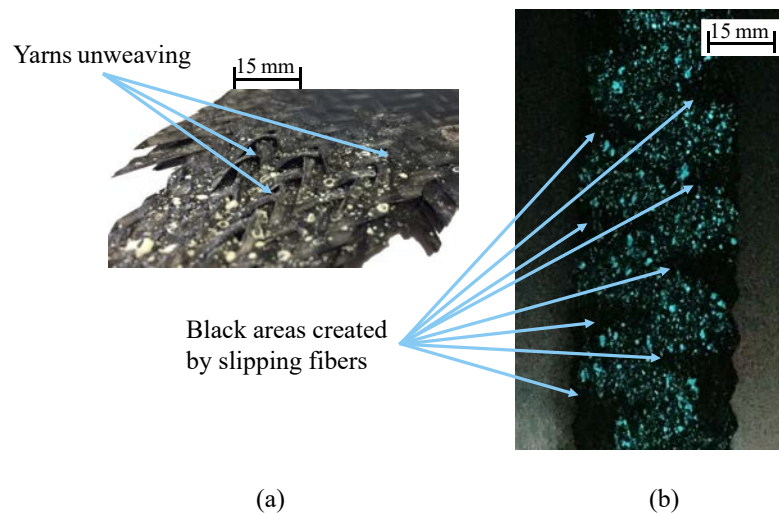 Yarns unweaving
15 mm
15 mm
Black areas created
by slipping fibers
(a)
(b)